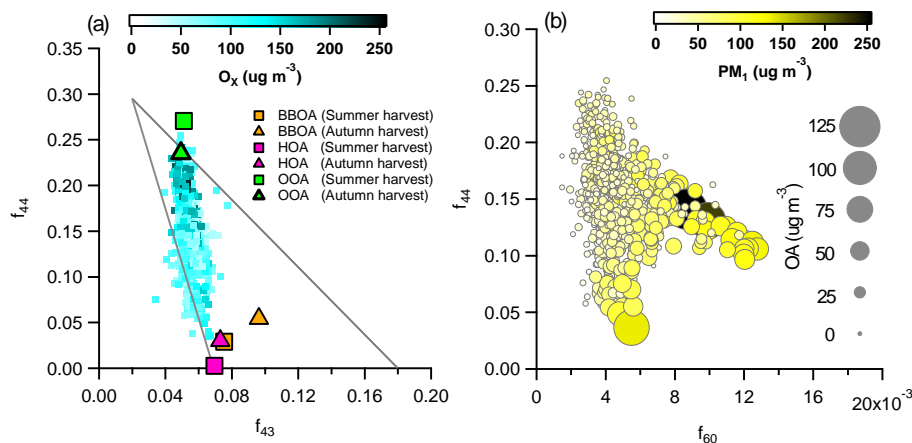 (a)
0 50 100 150 200 250
OX (ug m-3)
0.35
0.30
0.25
0.20
0.15
0.10
0.05
0.00
f44
BBOA (Summer harvest)
BBOA (Autumn harvest)
HOA (Summer harvest)
HOA (Autumn harvest)
OOA (Summer harvest)
OOA (Autumn harvest)
0.00 0.04 0.08 0.12 0.16 0.20
f43
(b)
0 50 100 150 200 250
PM1 (ug m-3)
0.30
0.25
0.20
0.15
0.10
0.05
0.00
f44
125
100
75
50
25
0
OA (ug m-3)
0 4 8 12 16 20x10-3
f60